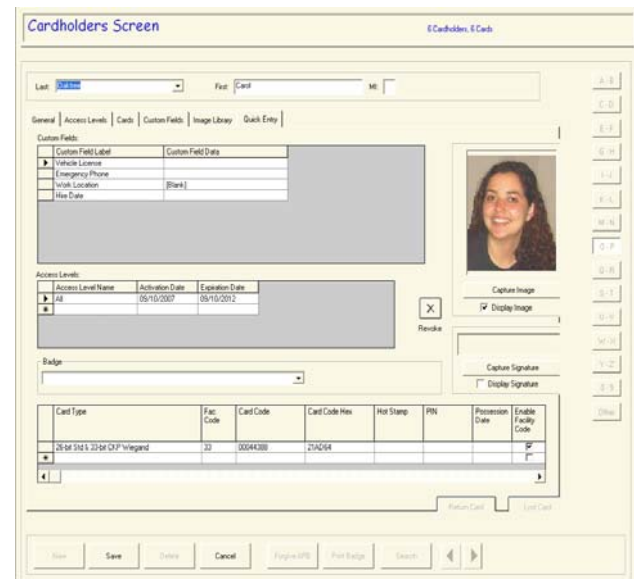 Cardholders Screen 6 Cardholders, 6 Cards
Last: Oaktree First: Carol MI:
General Access Levels Cards Custom Fields Image Library Quick Entry
Custom Fields:
Custom Field Label Custom Field Data
Vehicle License
Emergency Phone
Work Location [Blank]
Hire Date
Access Levels:
Access Level Name Activation Date Expiration Date
All 09/10/2007 09/10/2012
X
Revoke
Capture Image
Display Image
Badge
Capture Signature
Display Signature
Card Type Fac. Code Card Code Card Code Hex Hot Stamp PIN Possession Date Enable Facility Code
26-bit Std & 33-bit CKP Wiegand 33 00044388 21AD64
Return Card Lost Card
New Save Delete Cancel Forgive APB Print Badge Search
A-B
C-D
E-F
G-H
I-J
K-L
M-N
O-P
Q-R
S-T
U-V
W-X
Y-Z
Other